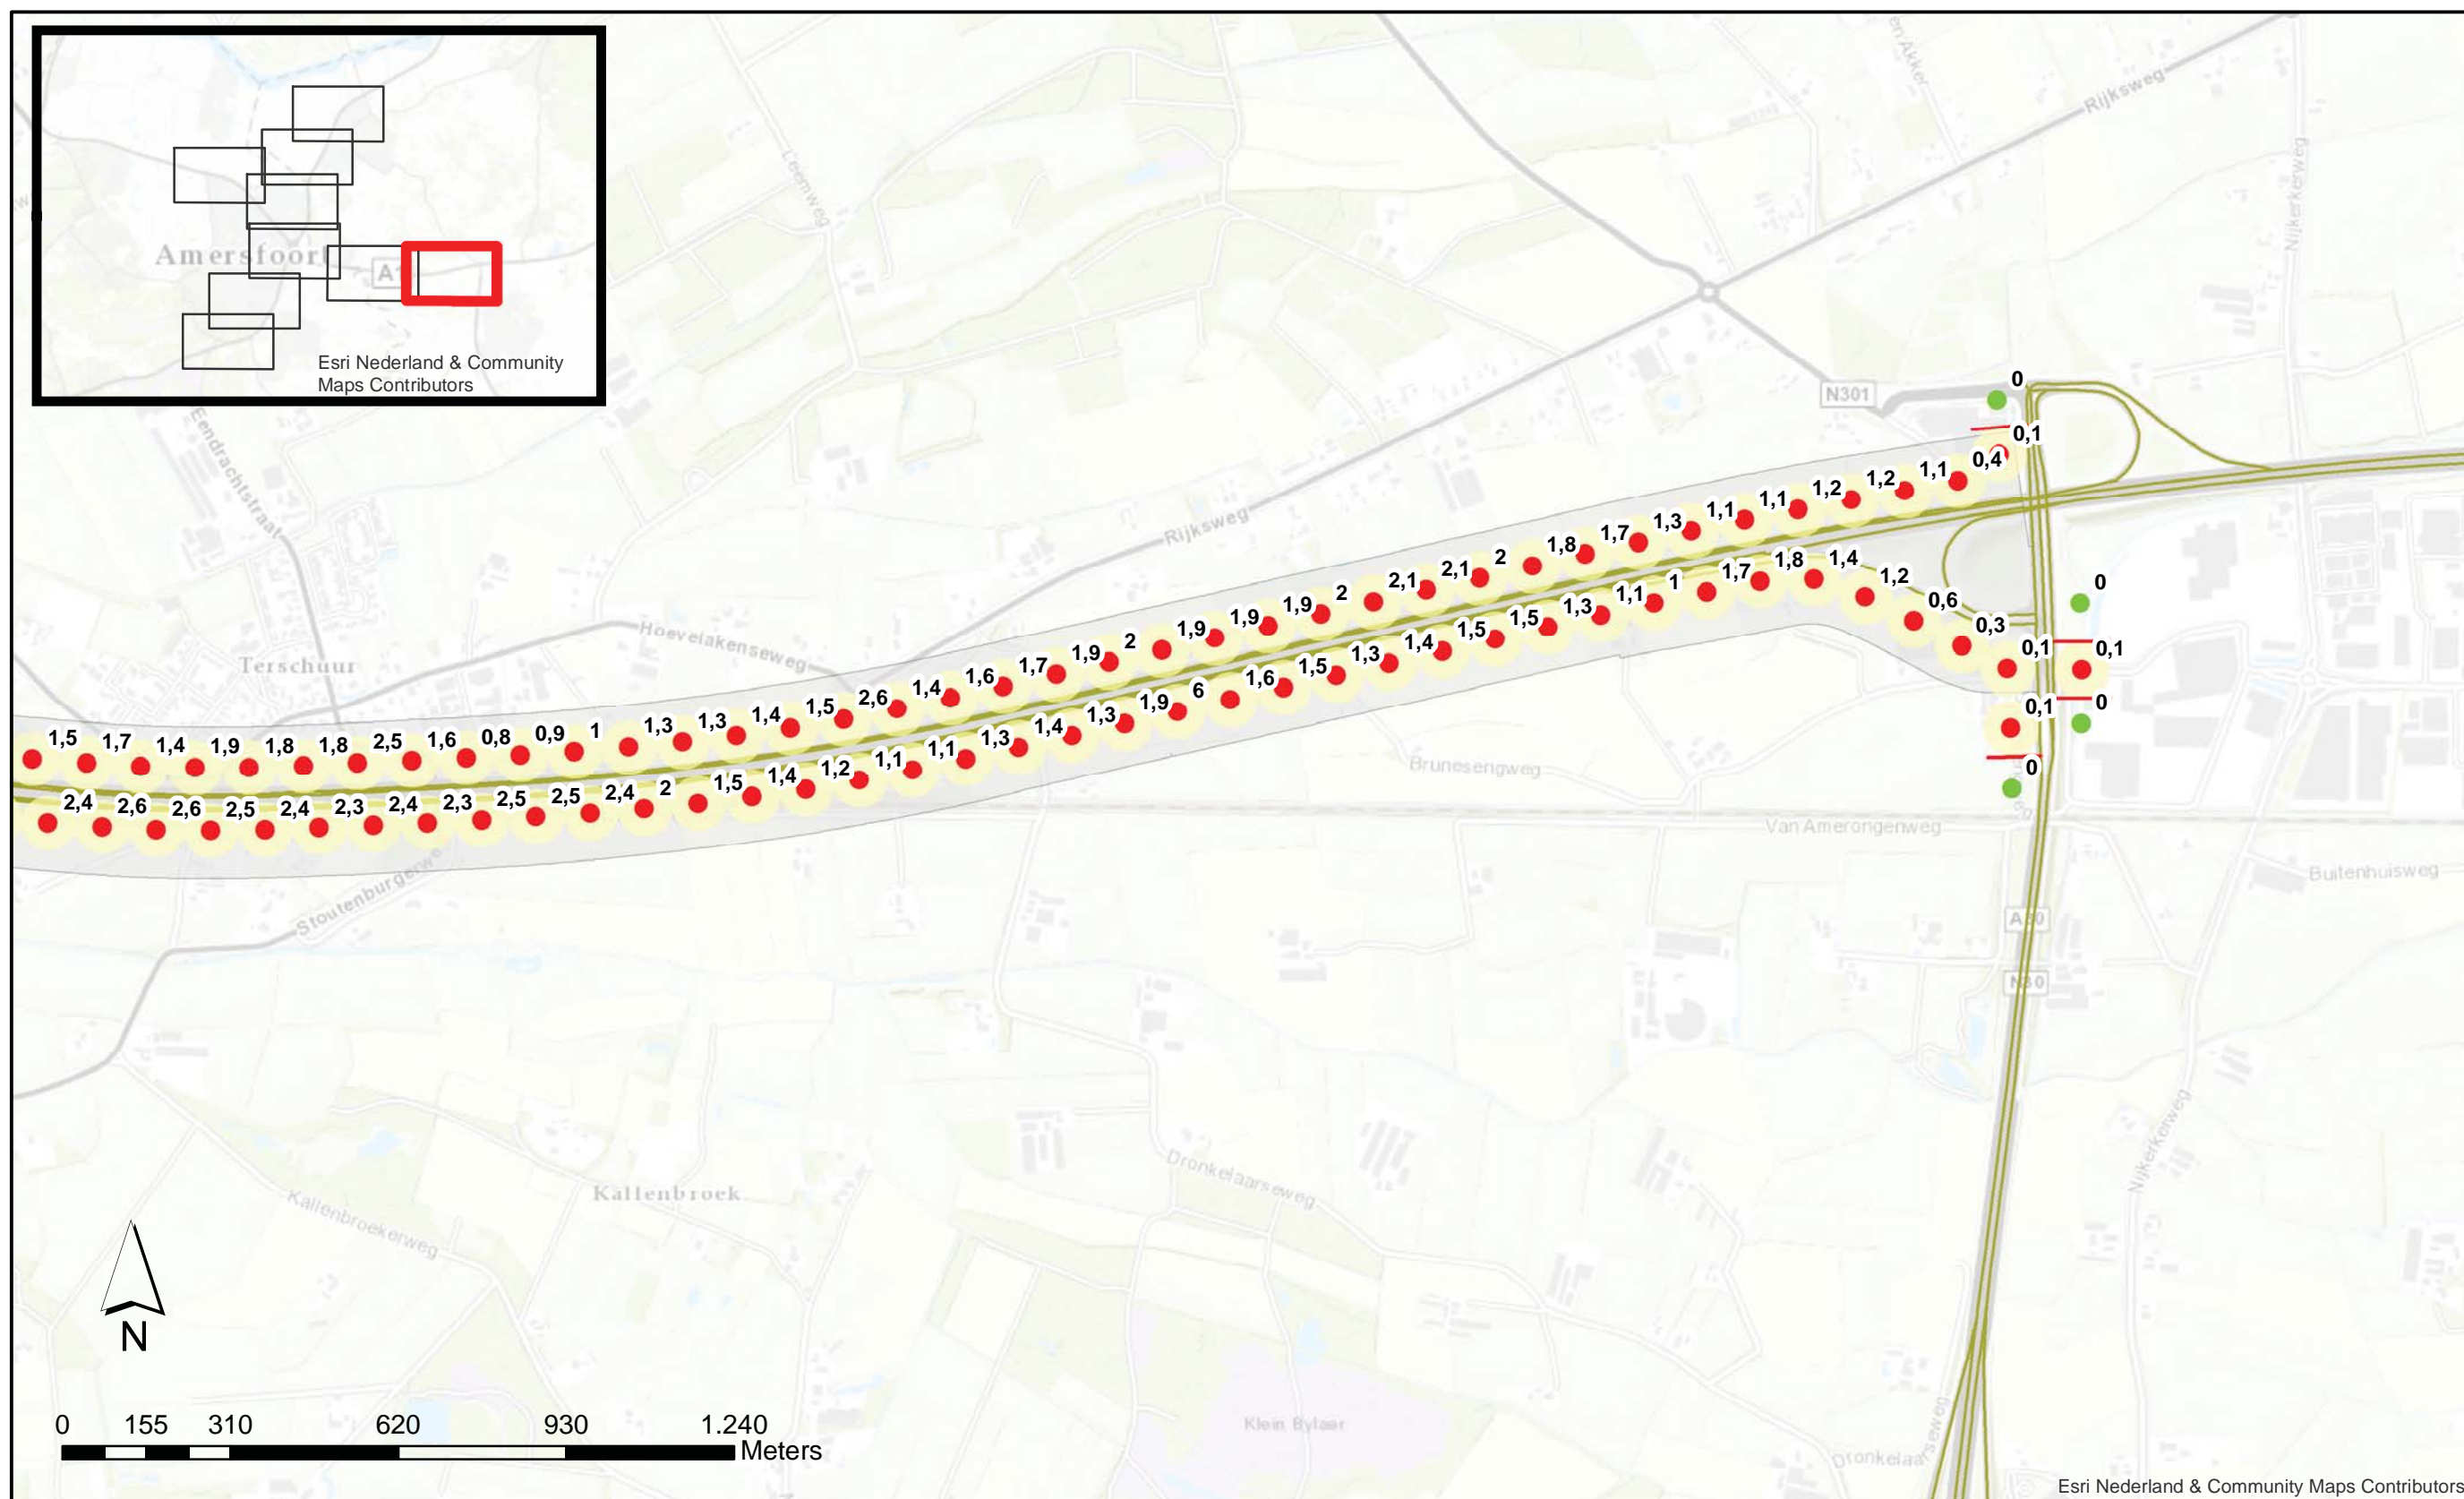 Amersfoort
A1
Esri Nederland & Community
Maps Contributors
en Akker
Rijksweg
Leemweg
Nijkerkerweg
N301
Eendrachtstraat
Rijksweg
Hoevelakenseweg
Terschuur
0
0,1
0,4
1,1
1,2
1,2
1,1
1,1
1,3
1,7
1,8
2
2,1
2,1
2
1,9
1,9
1,9
2
1,9
1,7
1,6
1,4
2,6
1,5
1,4
1,3
1,3
1
0,9
0,8
1,6
2,5
1,8
1,8
1,9
1,4
1,7
1,5
2,4
2,6
2,6
2,5
2,4
2,3
2,4
2,3
2,5
2,5
2,4
2
1,5
1,4
1,2
1,1
1,1
1,3
1,4
1,3
1,9
6
1,6
1,5
1,3
1,4
1,5
1,5
1,3
1,1
1
1,7
1,8
1,4
1,2
0,6
0,3
0,1
0,1
0
0
0,1
0
Brunesengweg
Van Amerongenweg
Buitenhuisweg
Stoutenburgerwe
A30
N30
Nijkerkerweg
Dronkelaarseweg
Kallenbroek
Kallenbroekerweg
N
Klein Bylaer
Dronkelaarseweg
0 155 310 620 930 1.240
Meters
Esri Nederland & Community Maps Contributors